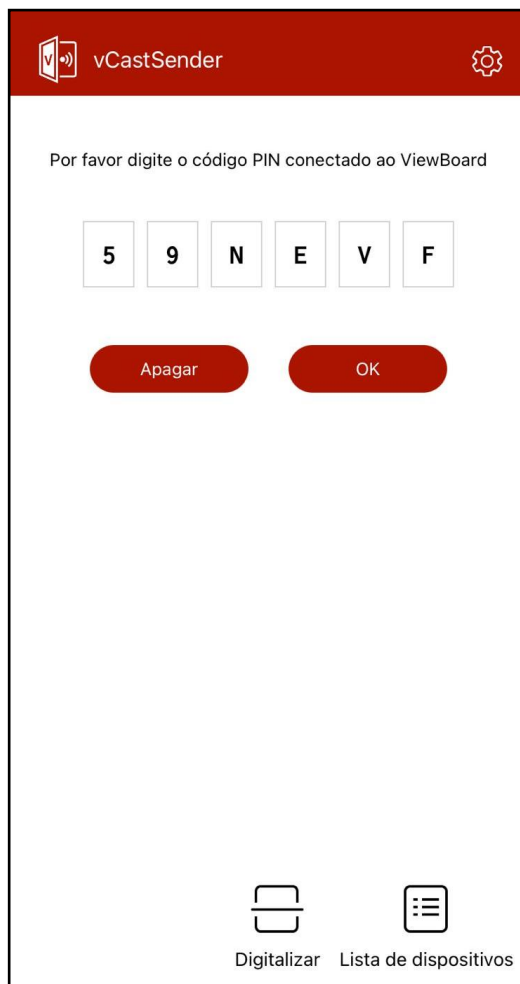 V
vCastSender
Por favor digite o código PIN conectado ao ViewBoard
5 9 N E V F
Apagar OK
Digitalizar Lista de dispositivos